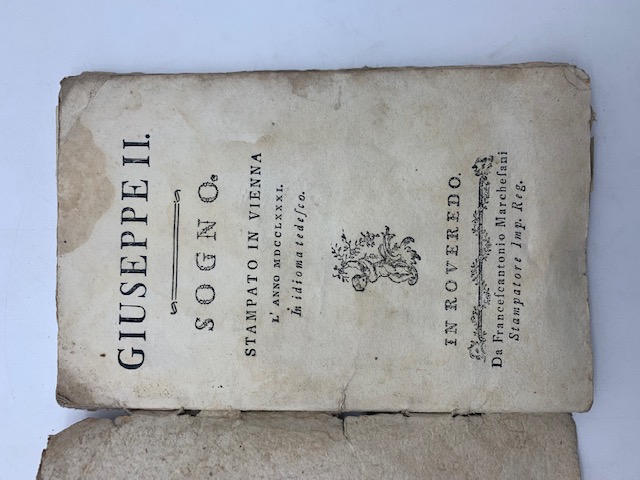 GIUSEPPE II.
SOGNO.
STAMPATO IN VIENNA
L' ANNO MDCCLXXXI.
In idioma tedeſco.
IN ROVEREDO.
Da Franceſcantonio Marcheſani
Stampatore Imp. Reg.